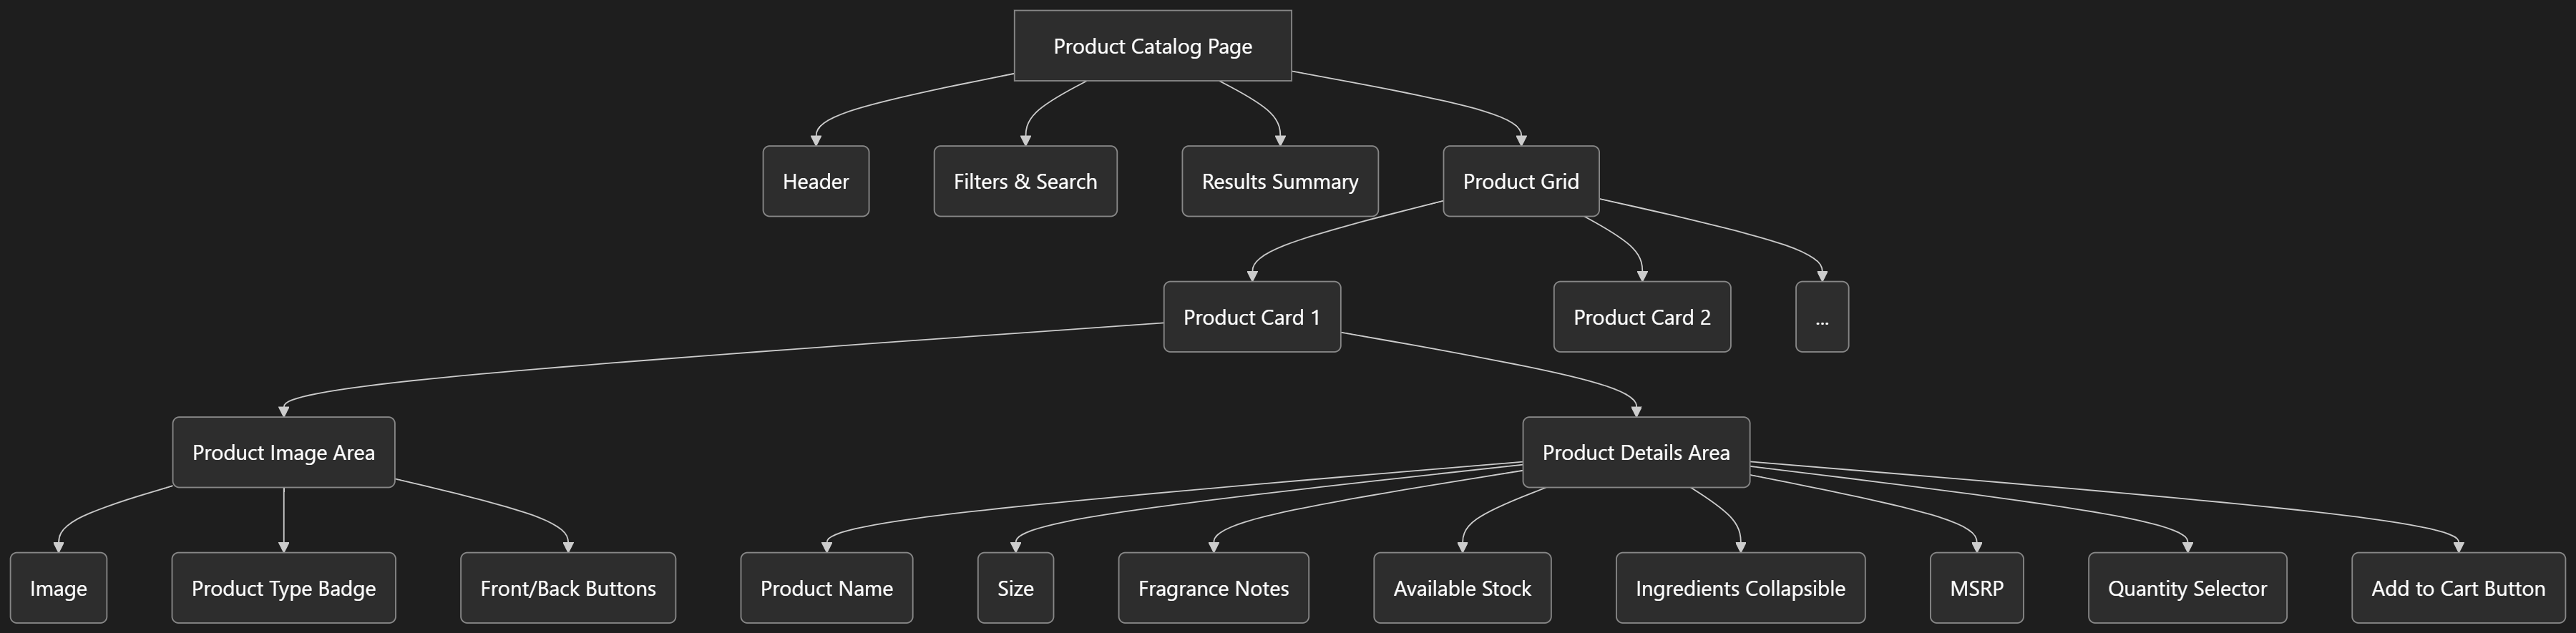 Product Catalog Page
Header
Filters & Search
Results Summary
Product Grid
Product Card 1
Product Card 2
...
Product Image Area
Product Details Area
Image
Product Type Badge
Front/Back Buttons
Product Name
Size
Fragrance Notes
Available Stock
Ingredients Collapsible
MSRP
Quantity Selector
Add to Cart Button